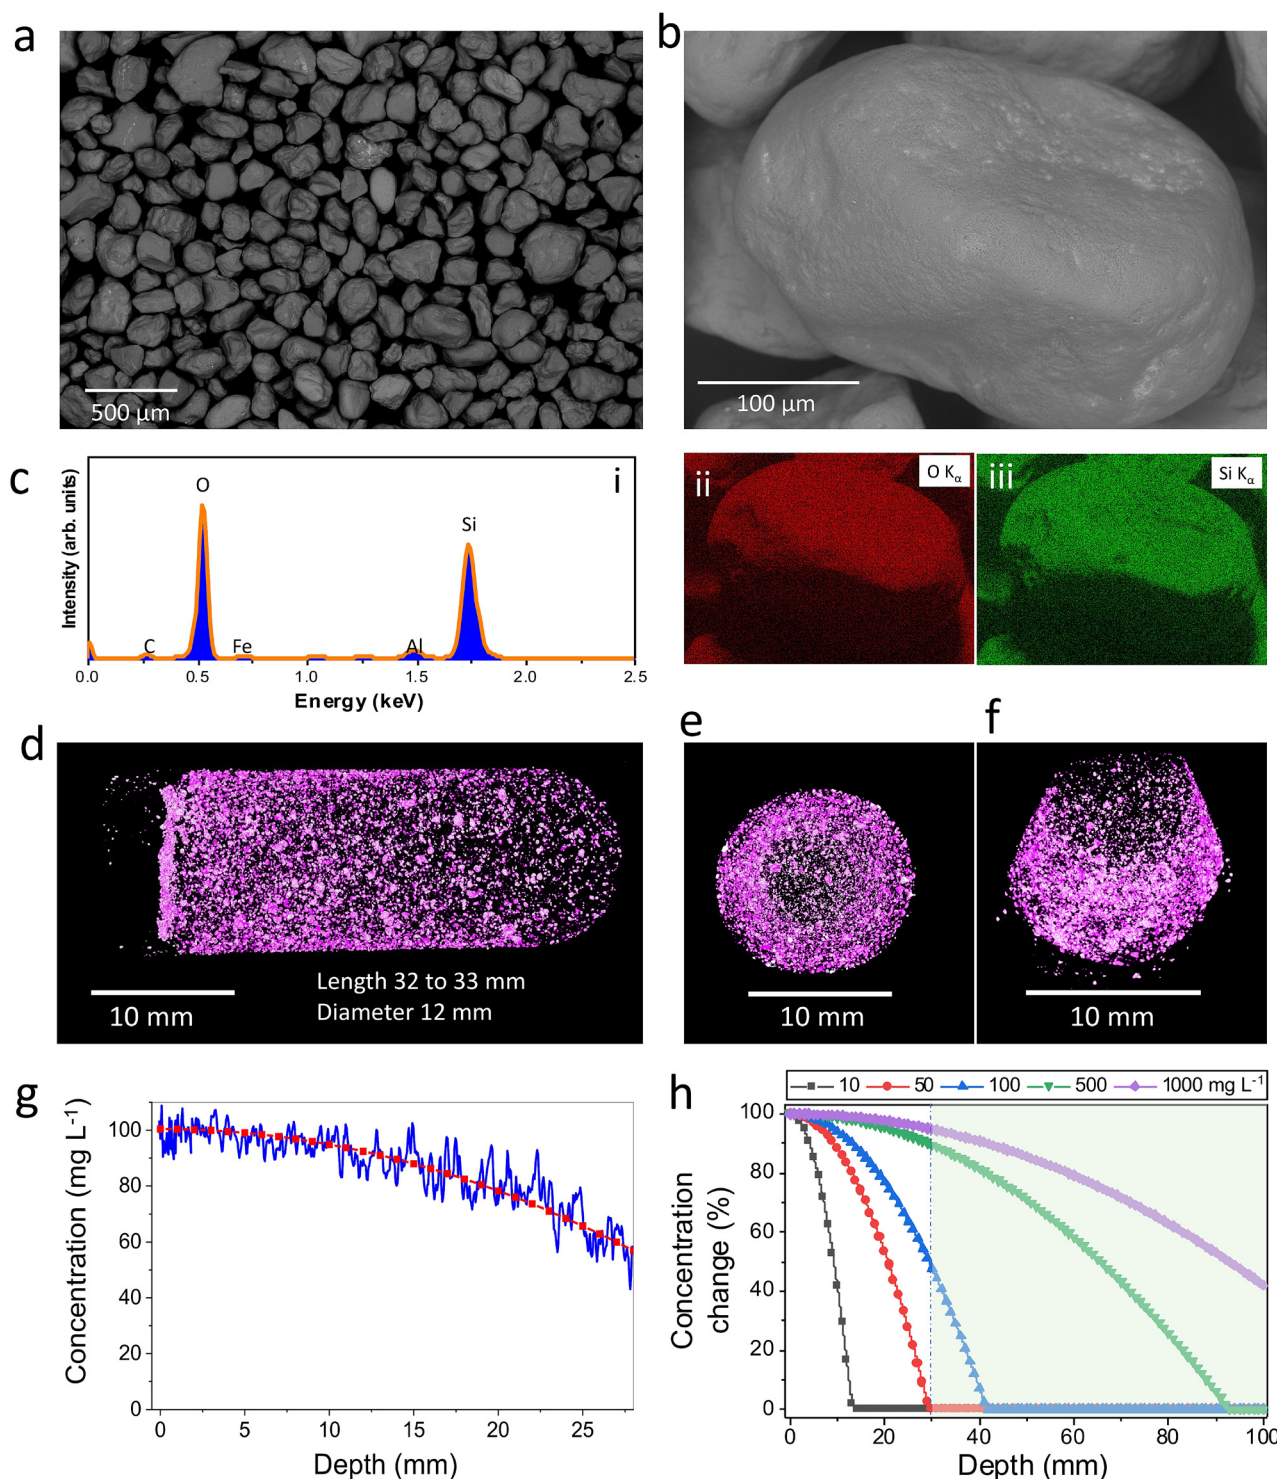 a
500 µm
b
100 µm
c
i
O
Si
C
Fe
Al
Intensity (arb. units)
0.0 0.5 1.0 1.5 2.0 2.5
Energy (keV)
ii
O Kα
iii
Si Kα
d
Length 32 to 33 mm
Diameter 12 mm
10 mm
e
10 mm
f
10 mm
g
Concentration (mg L-1)
100
80
60
40
20
0
0 5 10 15 20 25
Depth (mm)
h
10 50 100 500 1000 mg L-1
Concentration
change (%)
100
80
60
40
20
0
0 20 40 60 80 100
Depth (mm)